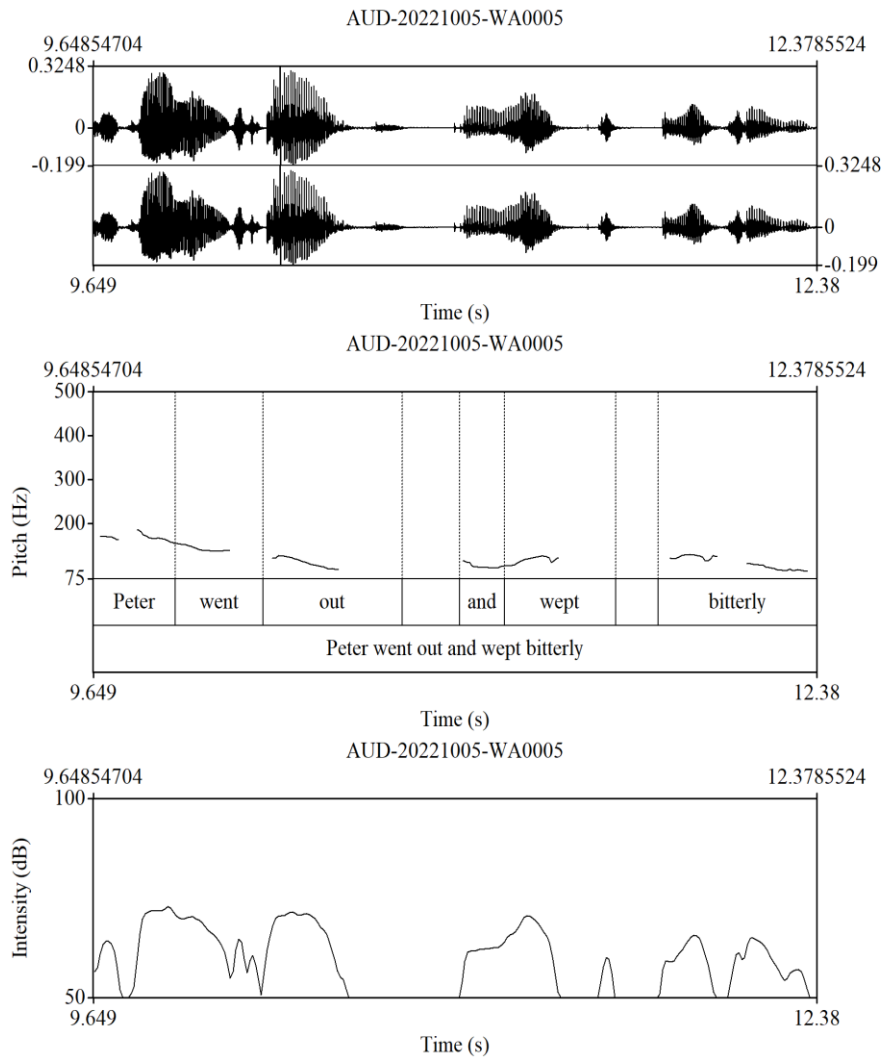 AUD-20221005-WA0005
9.64854704 12.3785524
0.3248
0
-0.199 0.3248
0
-0.199
9.649 12.38
Time (s)
AUD-20221005-WA0005
9.64854704 12.3785524
500
400
300
200
75
Pitch (Hz)
Peter went out and wept bitterly
Peter went out and wept bitterly
9.649 12.38
Time (s)
AUD-20221005-WA0005
9.64854704 12.3785524
100
Intensity (dB)
50
9.649 12.38
Time (s)